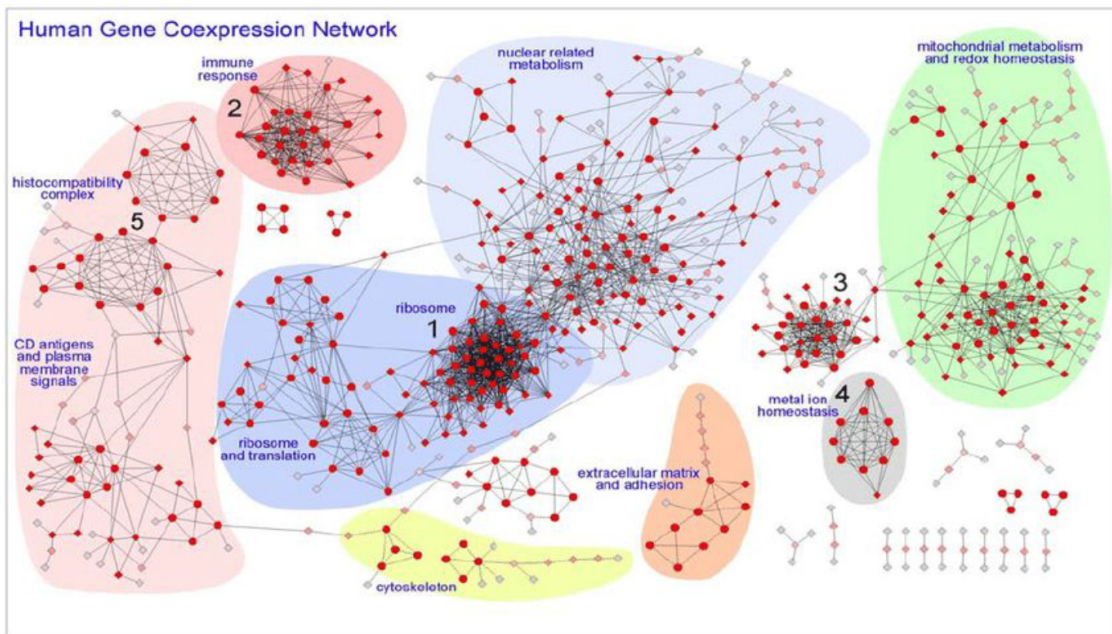 Human Gene Coexpression Network
immune
response
2
nuclear related
metabolism
mitochondrial metabolism
and redox homeostasis
histocompatibility
complex
5
ribosome
1
3
CD antigens and
plasma
membrane
signals
metal ion
homeostasis
4
ribosome
and translation
extracellular matrix
and adhesion
cytoskeleton